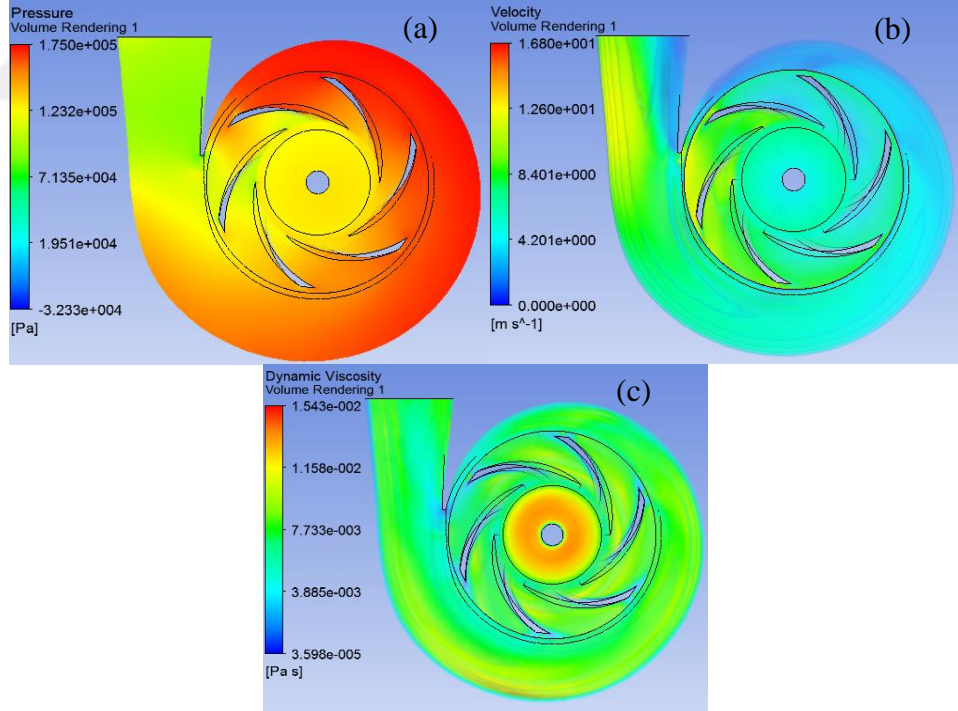 Pressure
Volume Rendering 1
(a)
1.750e+005
1.232e+005
7.135e+004
1.951e+004
-3.233e+004
[Pa]
Velocity
Volume Rendering 1
(b)
1.680e+001
1.260e+001
8.401e+000
4.201e+000
0.000e+000
[m s^-1]
Dynamic Viscosity
Volume Rendering 1
(c)
1.543e-002
1.158e-002
7.733e-003
3.885e-003
3.598e-005
[Pa s]